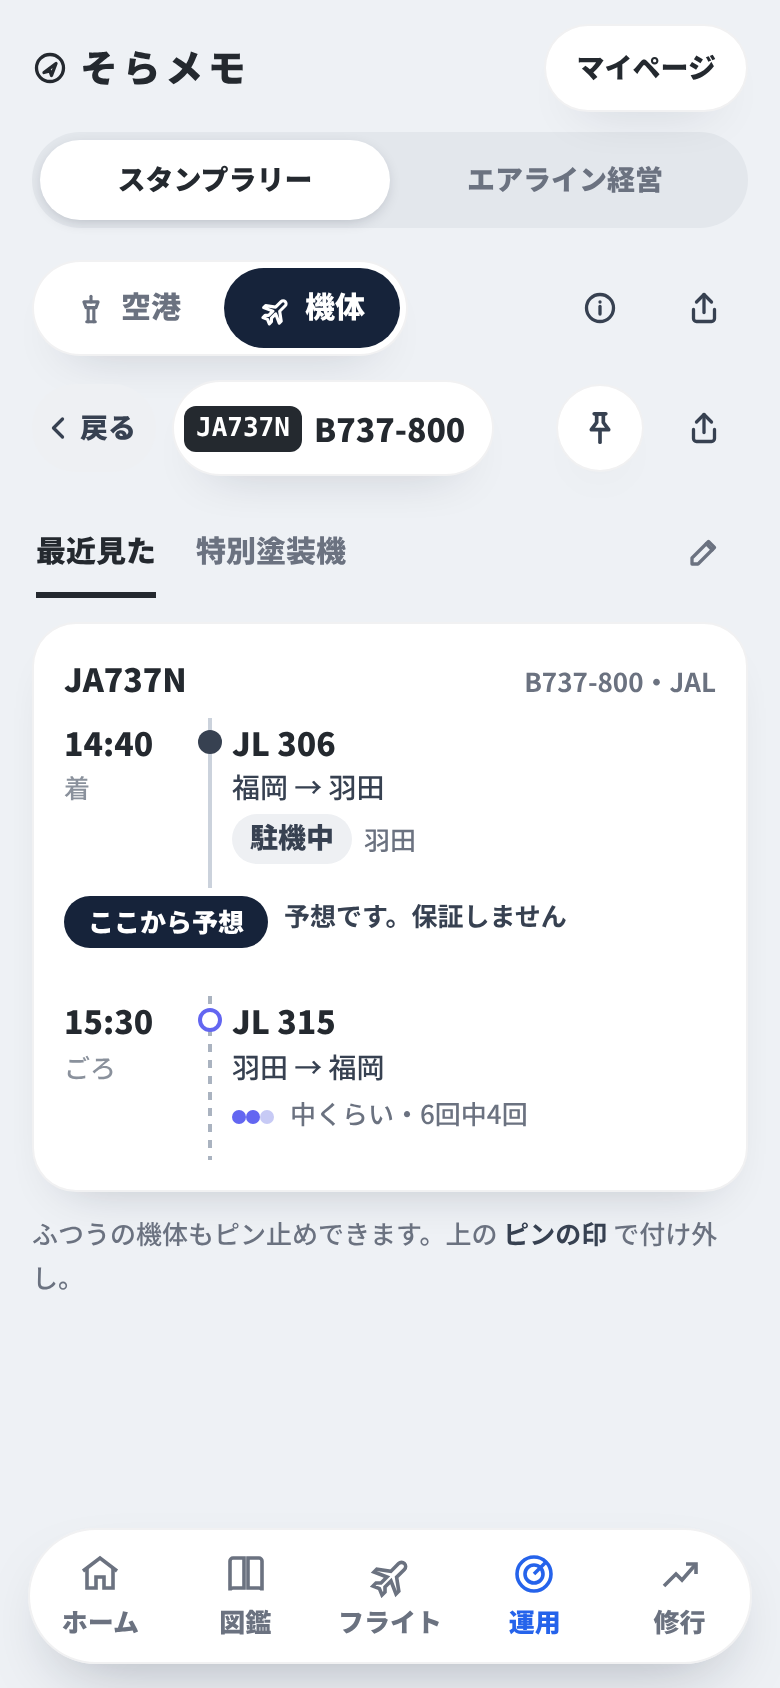 そらメモ
マイページ
スタンプラリー
エアライン経営
空港
機体
戻る
JA737N B737-800
最近見た
特別塗装機
JA737N
B737-800・JAL
14:40
JL 306
着
福岡 → 羽田
駐機中 羽田
ここから予想 予想です。保証しません
15:30
JL 315
ごろ
羽田 → 福岡
中くらい・6回中4回
ふつうの機体もピン止めできます。上の ピンの印 で付け外
し。
ホーム
図鑑
フライト
運用
修行